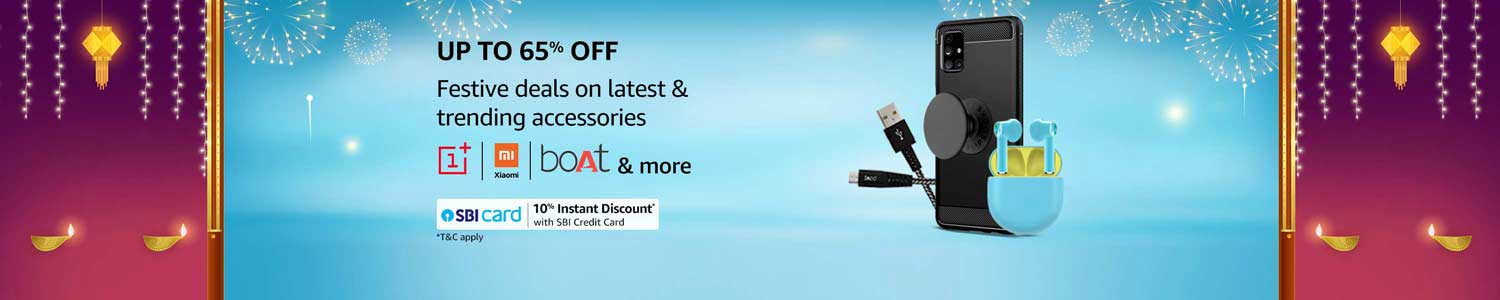 UP TO 65% OFF
Festive deals on latest &
trending accessories
1+ | mi Xiaomi | boAt & more
SBI card | 10% Instant Discount*
with SBI Credit Card
*T&C apply